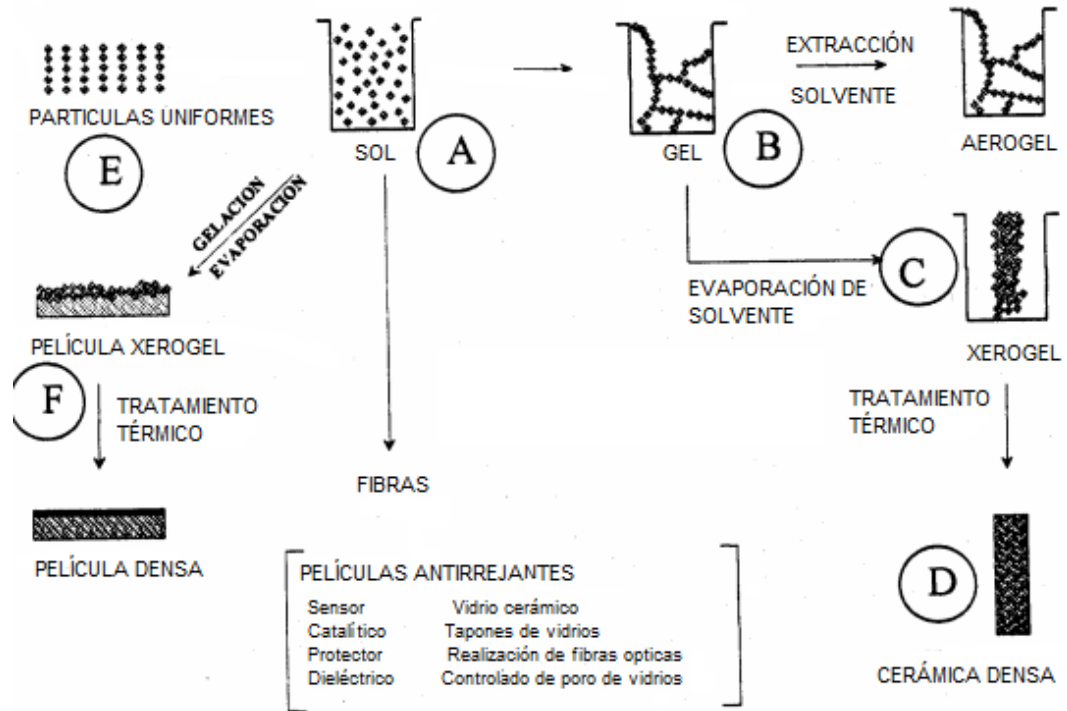 EXTRACCIÓN
SOLVENTE
PARTICULAS UNIFORMES
SOL
GEL
AEROGEL
A
B
E
GELACION
EVAPORACION
C
EVAPORACIÓN DE
SOLVENTE
PELÍCULA XEROGEL
XEROGEL
F
TRATAMIENTO
TÉRMICO
TRATAMIENTO
TÉRMICO
FIBRAS
PELÍCULA DENSA
PELÍCULAS ANTIRREJANTES
Sensor Vidrio cerámico
Catalítico Tapones de vidrios
Protector Realización de fibras opticas
Dieléctrico Controlado de poro de vidrios
D
CERÁMICA DENSA